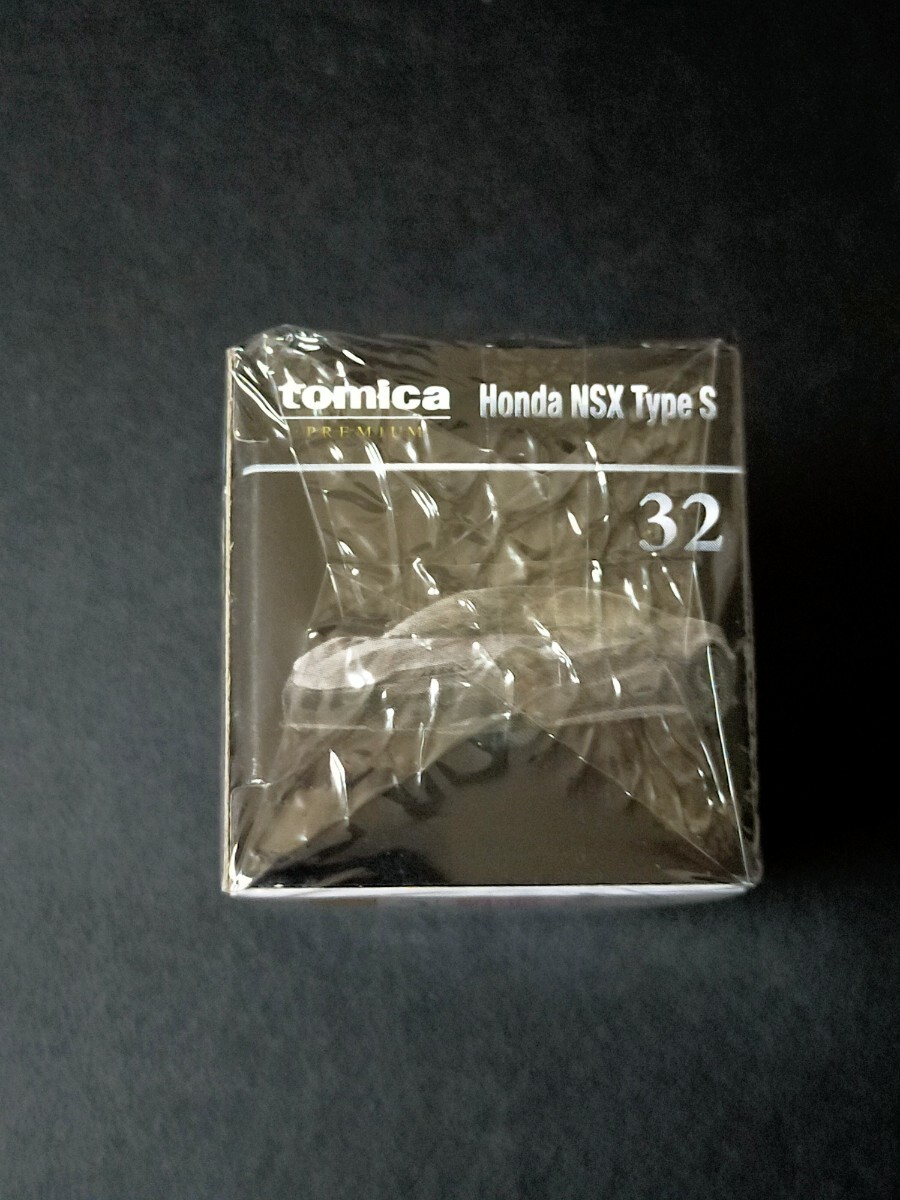 tomica Honda NSX Type S
PREMIUM
32